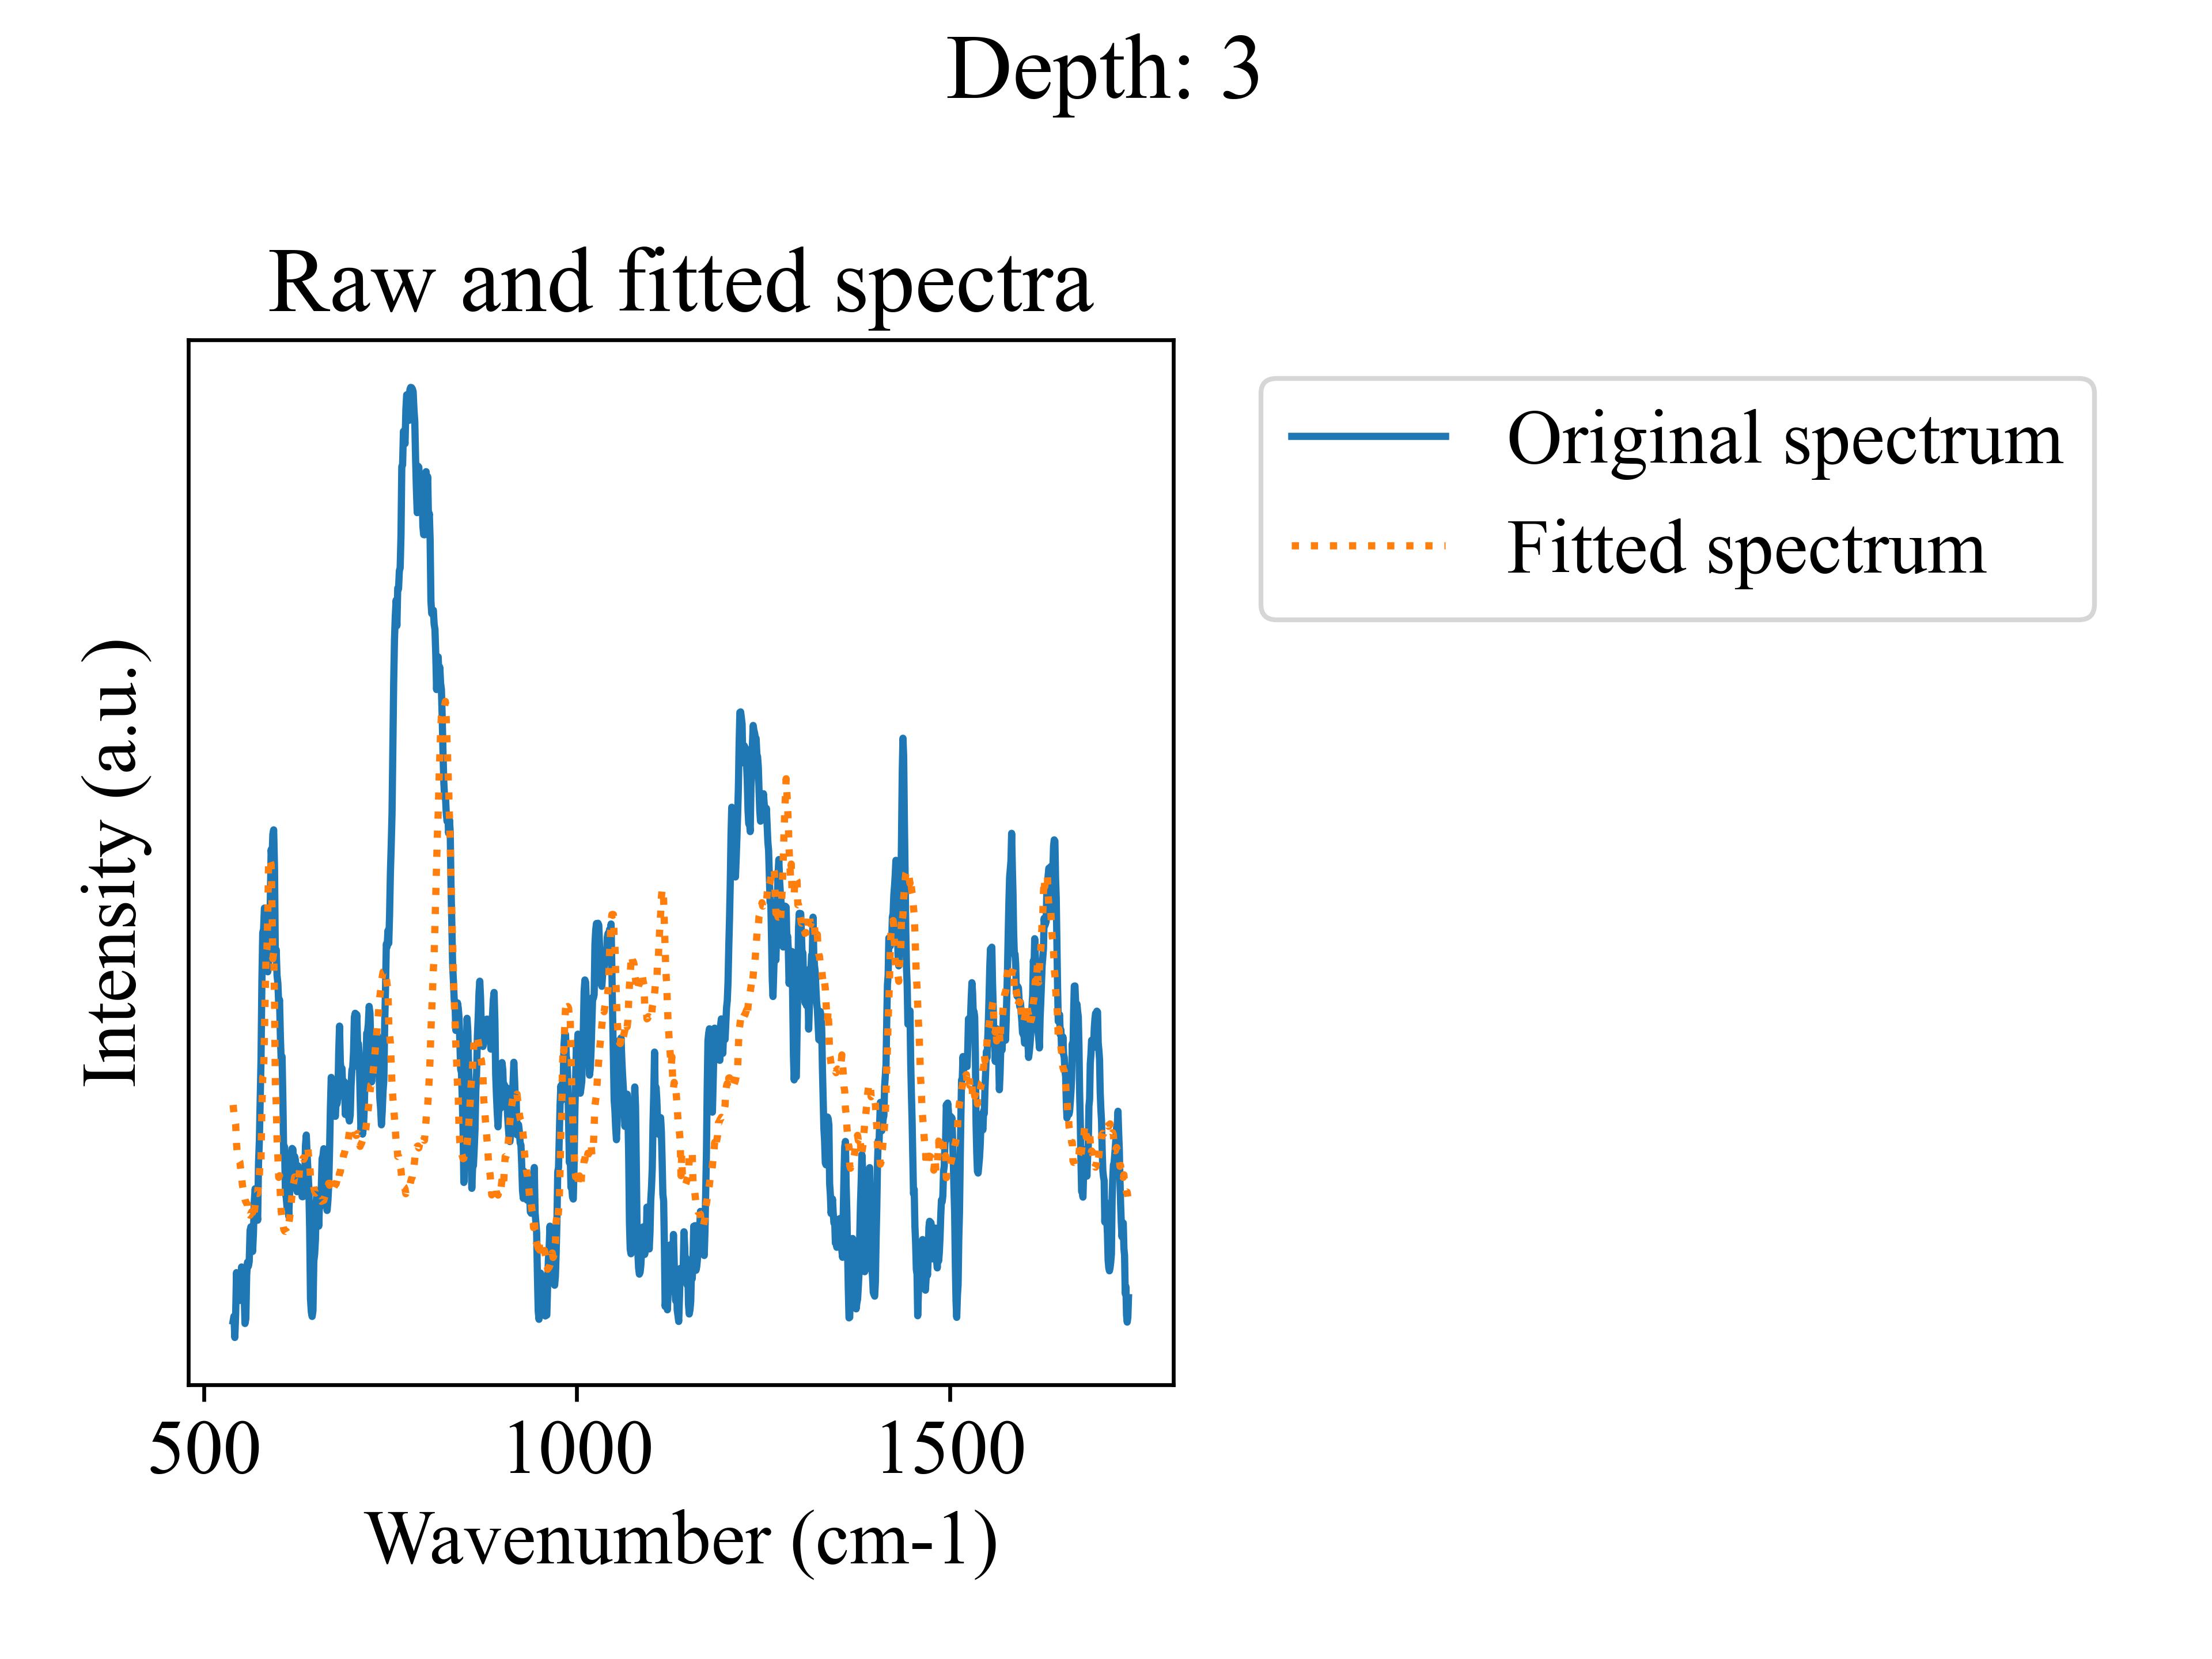 Depth: 3
Raw and fitted spectra
Original spectrum
Fitted spectrum
Intensity (a.u.)
500 1000 1500
Wavenumber (cm-1)